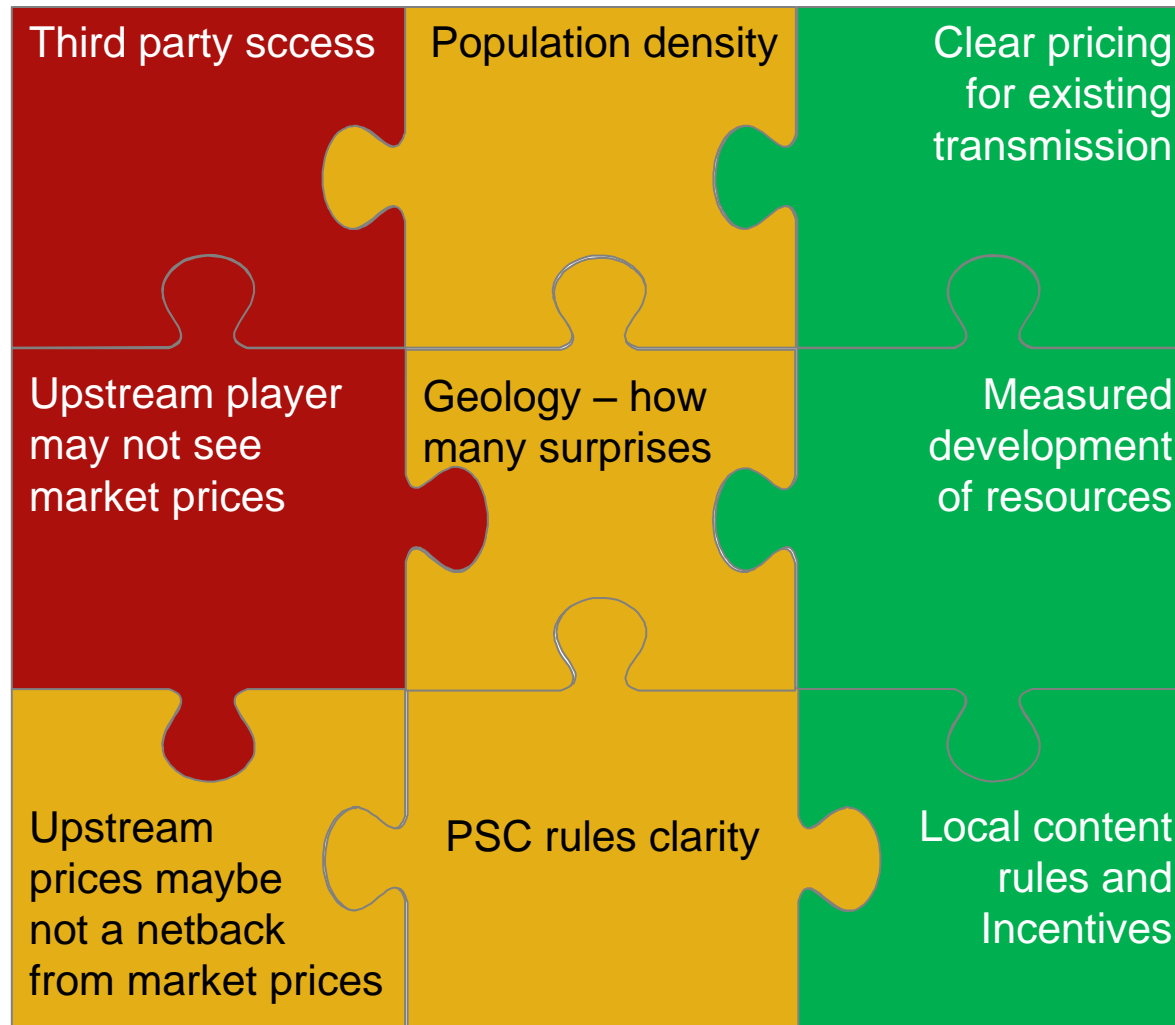 Third party sccess
Population density
Clear pricing
for existing
transmission
Upstream player
may not see
market prices
Geology – how
many surprises
Measured
development
of resources
Upstream
prices maybe
not a netback
from market prices
PSC rules clarity
Local content
rules and
Incentives